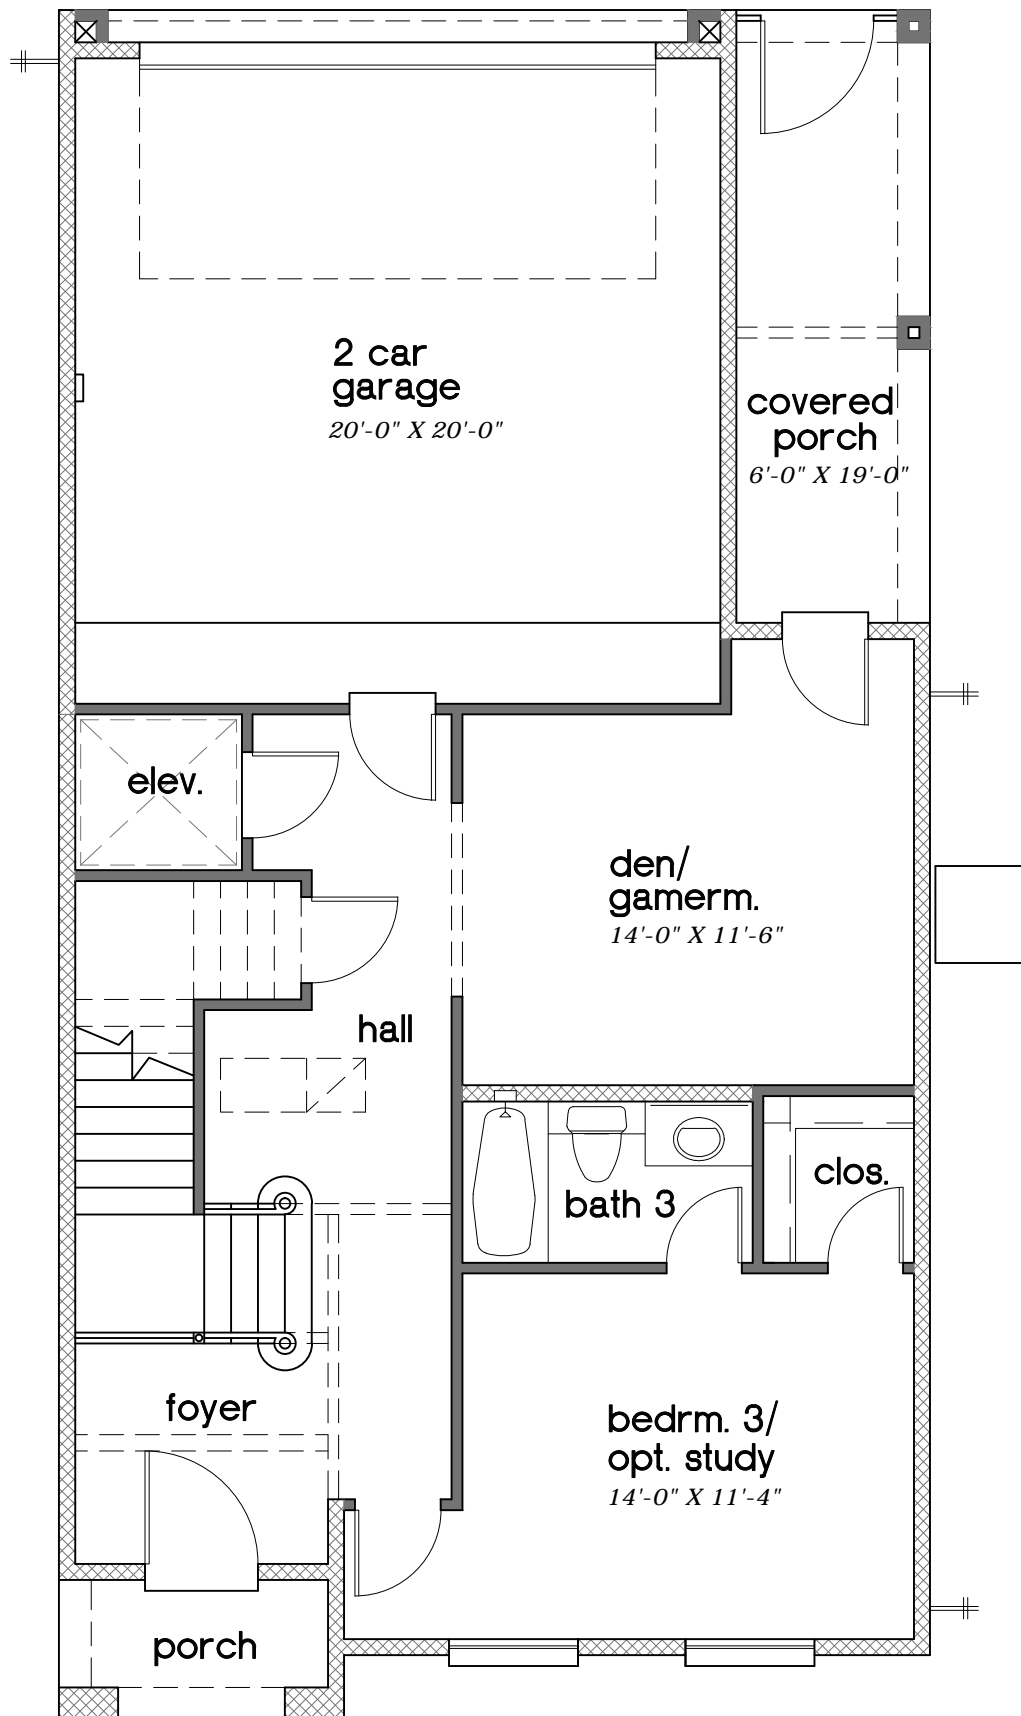 2 car
garage
20'-0" X 20'-0"
covered
porch
6'-0" X 19'-0"
elev.
den/
gamerm.
14'-0" X 11'-6"
hall
clos.
bath 3
foyer
bedrm. 3/
opt. study
14'-0" X 11'-4"
porch